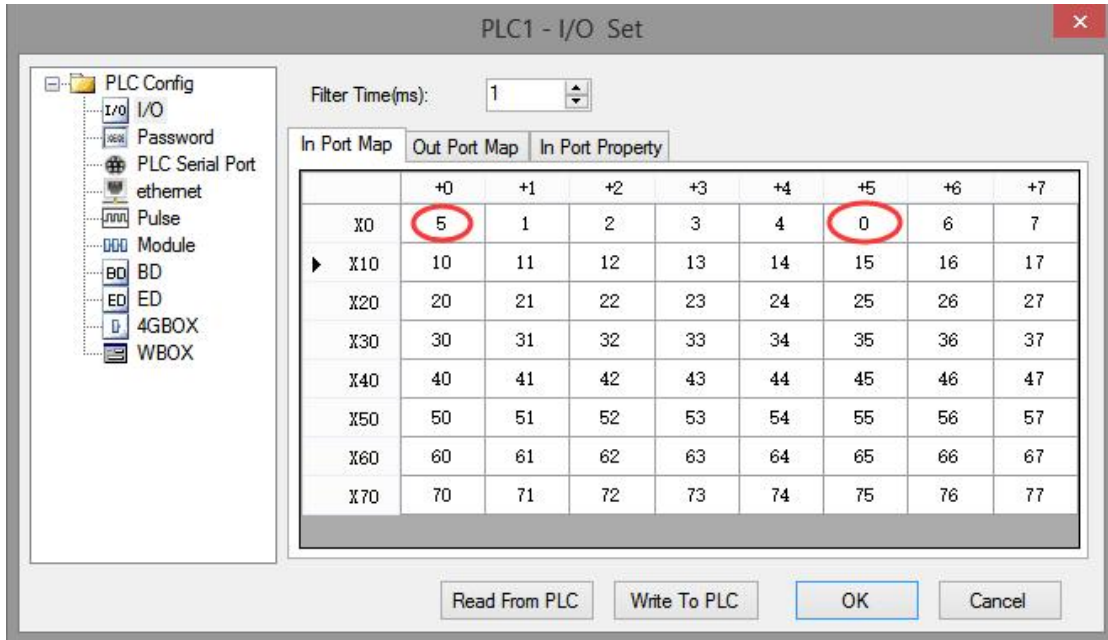 PLC1 - I/O Set
PLC Config
I/O I/O
Password
PLC Serial Port
ethernet
Pulse
Module
BD BD
ED ED
4GBOX
WBOX
Filter Time(ms): 1
In Port Map Out Port Map In Port Property
+0 +1 +2 +3 +4 +5 +6 +7
X0 5 1 2 3 4 0 6 7
X10 10 11 12 13 14 15 16 17
X20 20 21 22 23 24 25 26 27
X30 30 31 32 33 34 35 36 37
X40 40 41 42 43 44 45 46 47
X50 50 51 52 53 54 55 56 57
X60 60 61 62 63 64 65 66 67
X70 70 71 72 73 74 75 76 77
Read From PLC Write To PLC OK Cancel